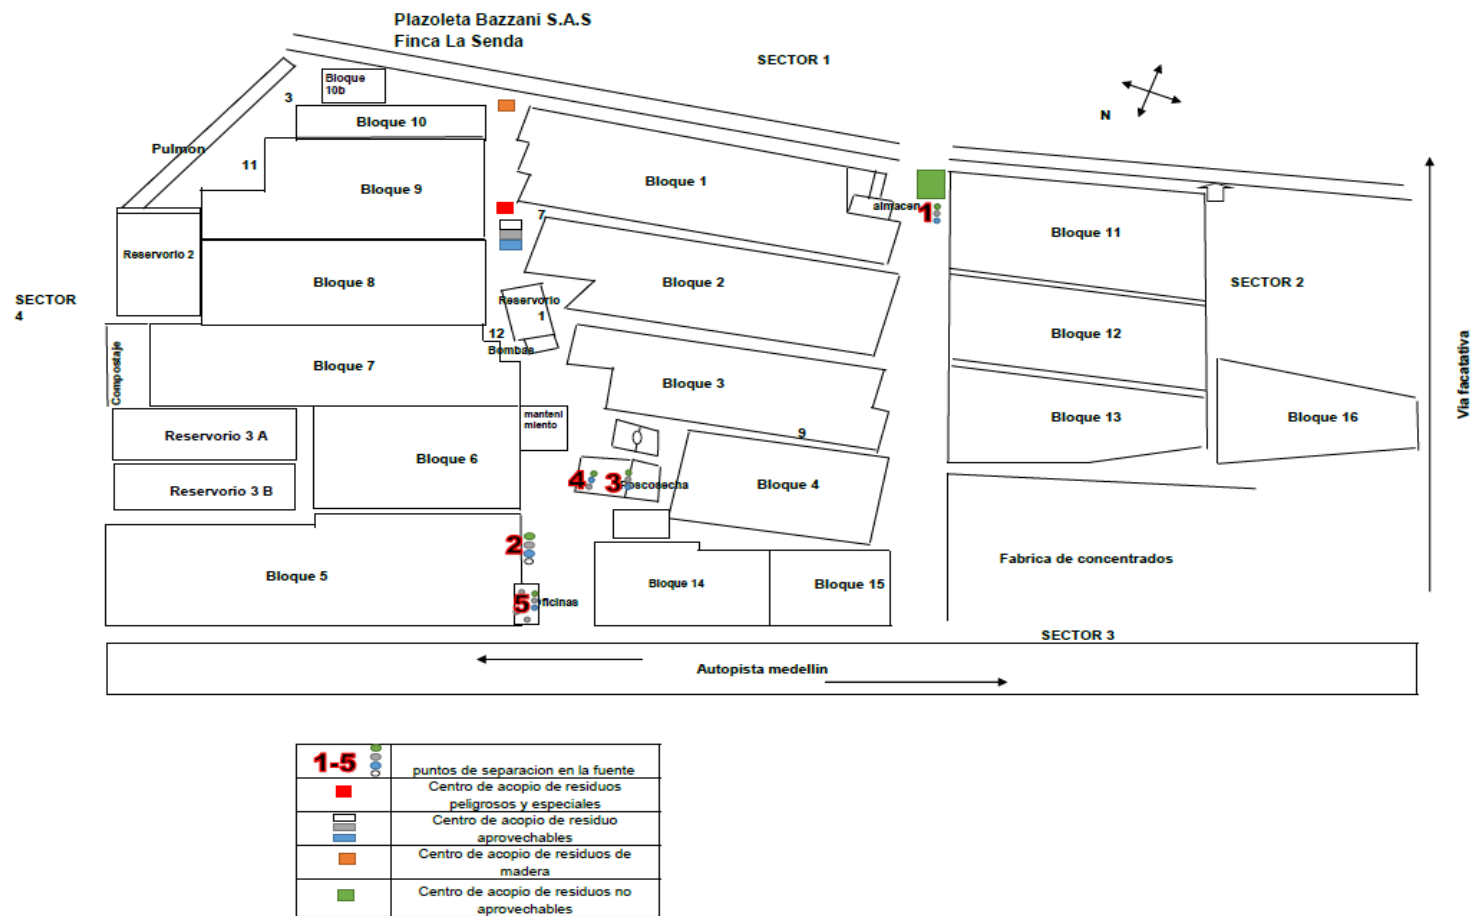 Plazoleta Bazzani S.A.S
Finca La Senda
SECTOR 1
Bloque
10b
3
Bloque 10
N
Pulmon
11
Bloque 9
Bloque 1
almacen
1
7
Bloque 11
Reservorio 2
Bloque 8
Bloque 2
SECTOR 2
SECTOR
4
Reservorio
1
12
Bombas
Bloque 12
Compostaje
Bloque 7
Bloque 3
Via facatativa
manteni
miento
Bloque 13
Bloque 16
Reservorio 3 A
9
Bloque 6
4
3
Poscosecha
Bloque 4
Reservorio 3 B
2
Fabrica de concentrados
Bloque 5
Bloque 14
Bloque 15
5
Oficinas
SECTOR 3
Autopista medellin
1-5
puntos de separacion en la fuente
Centro de acopio de residuos
peligrosos y especiales
Centro de acopio de residuo
aprovechables
Centro de acopio de residuos de
madera
Centro de acopio de residuos no
aprovechables